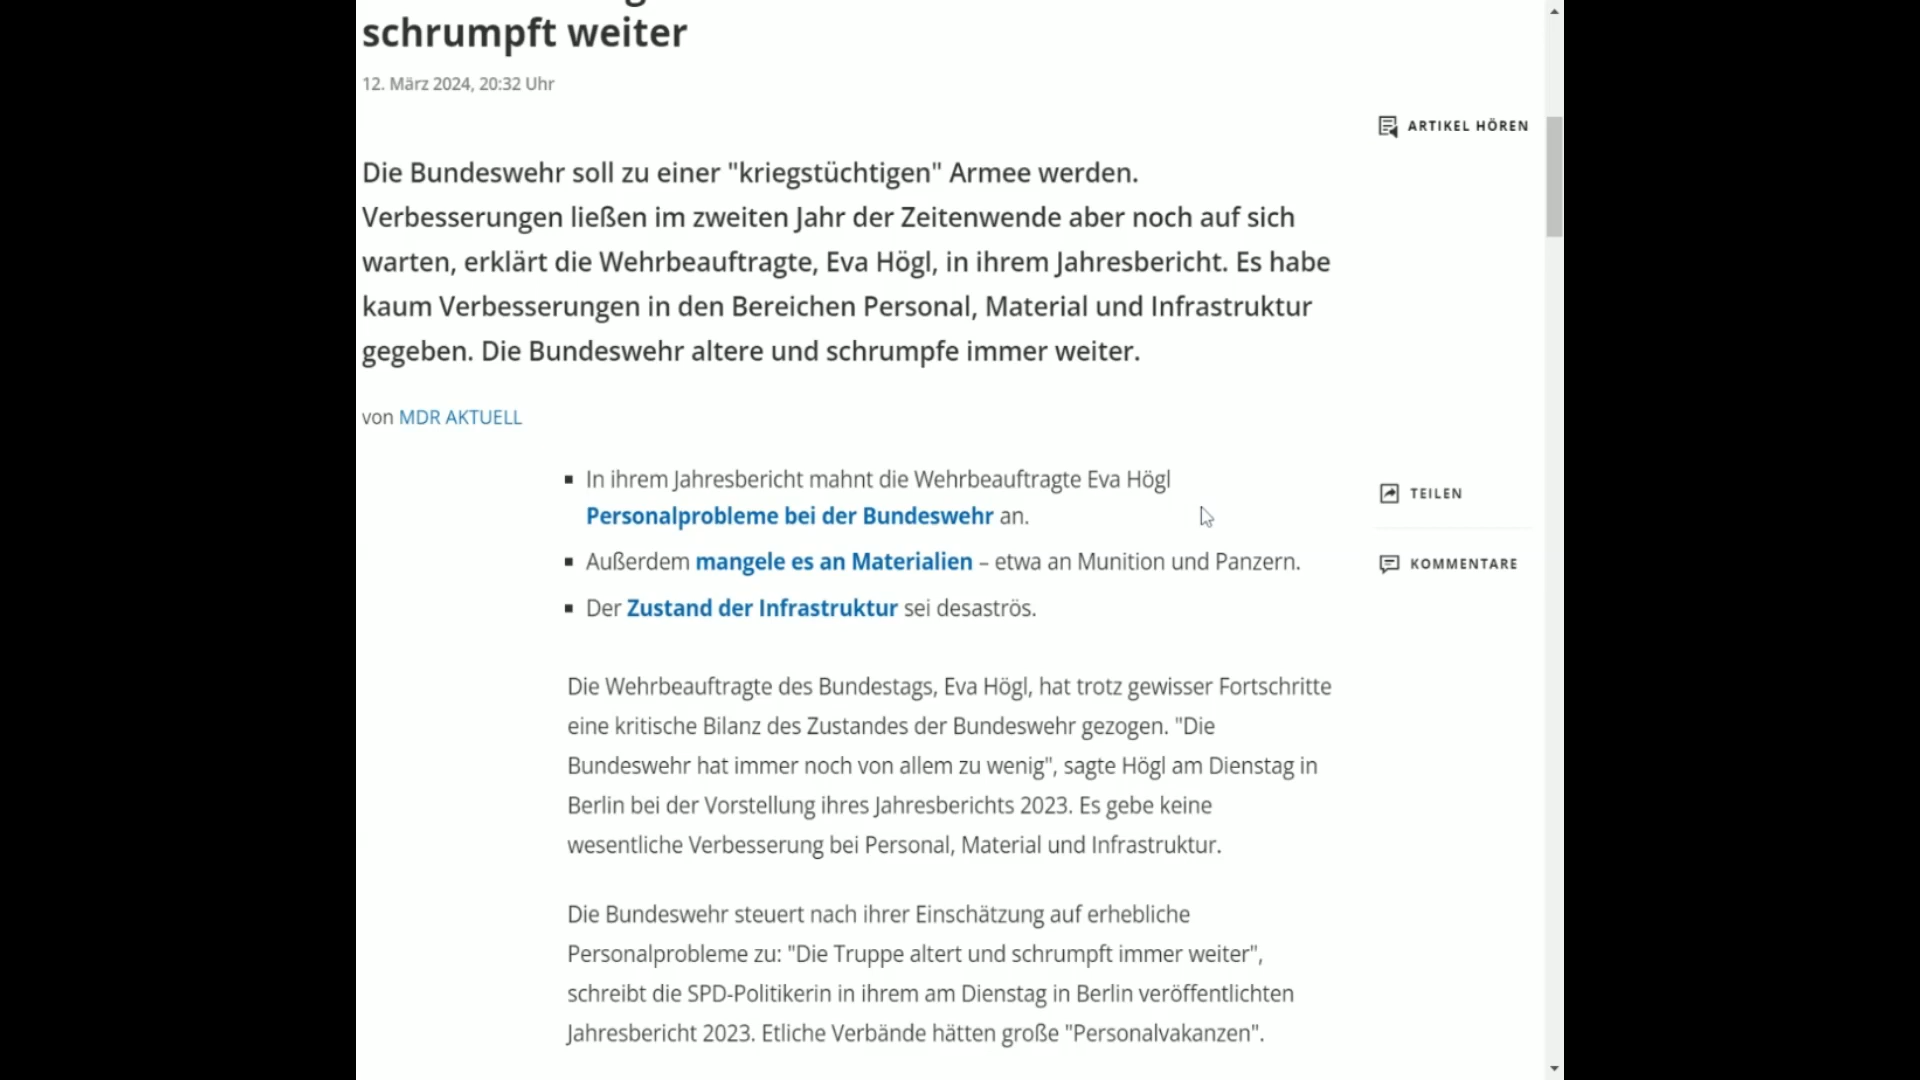 schrumpft weiter
12. März 2024, 20:32 Uhr
ARTIKEL HÖREN
Die Bundeswehr soll zu einer "kriegstüchtigen" Armee werden.
Verbesserungen ließen im zweiten Jahr der Zeitenwende aber noch auf sich
warten, erklärt die Wehrbeauftragte, Eva Högl, in ihrem Jahresbericht. Es habe
kaum Verbesserungen in den Bereichen Personal, Material und Infrastruktur
gegeben. Die Bundeswehr altere und schrumpfe immer weiter.
von MDR AKTUELL
▪ In ihrem Jahresbericht mahnt die Wehrbeauftragte Eva Högl
Personalprobleme bei der Bundeswehr an.
▪ Außerdem mangele es an Materialien – etwa an Munition und Panzern.
▪ Der Zustand der Infrastruktur sei desaströs.
TEILEN
KOMMENTARE
Die Wehrbeauftragte des Bundestags, Eva Högl, hat trotz gewisser Fortschritte
eine kritische Bilanz des Zustandes der Bundeswehr gezogen. "Die
Bundeswehr hat immer noch von allem zu wenig", sagte Högl am Dienstag in
Berlin bei der Vorstellung ihres Jahresberichts 2023. Es gebe keine
wesentliche Verbesserung bei Personal, Material und Infrastruktur.
Die Bundeswehr steuert nach ihrer Einschätzung auf erhebliche
Personalprobleme zu: "Die Truppe altert und schrumpft immer weiter",
schreibt die SPD-Politikerin in ihrem am Dienstag in Berlin veröffentlichten
Jahresbericht 2023. Etliche Verbände hätten große "Personalvakanzen".